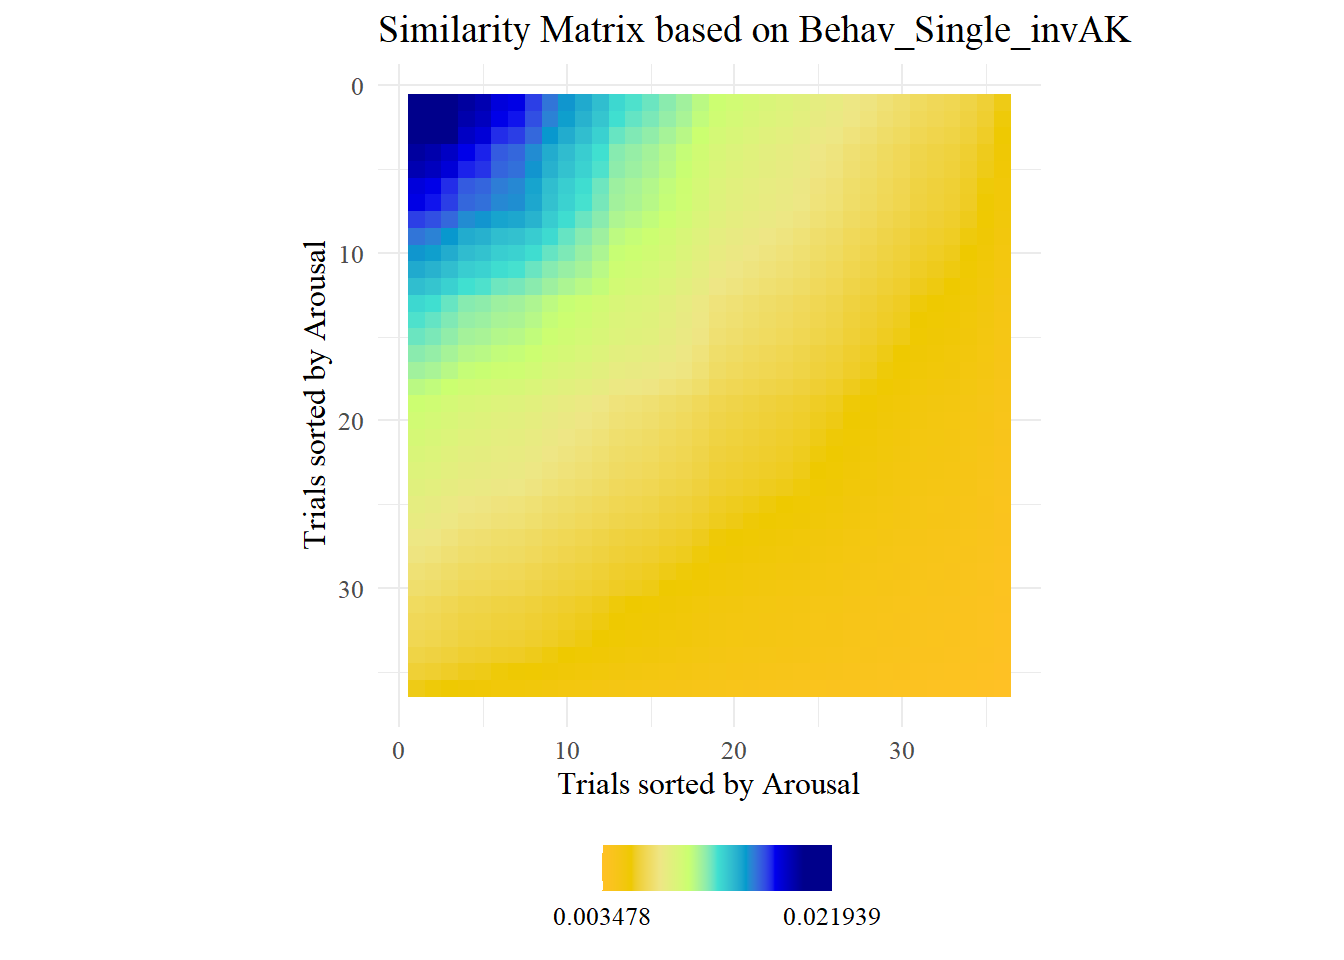 Similarity Matrix based on Behav_Single_invAK
0
10
20
30
Trials sorted by Arousal
0 10 20 30
Trials sorted by Arousal
0.003478 0.021939